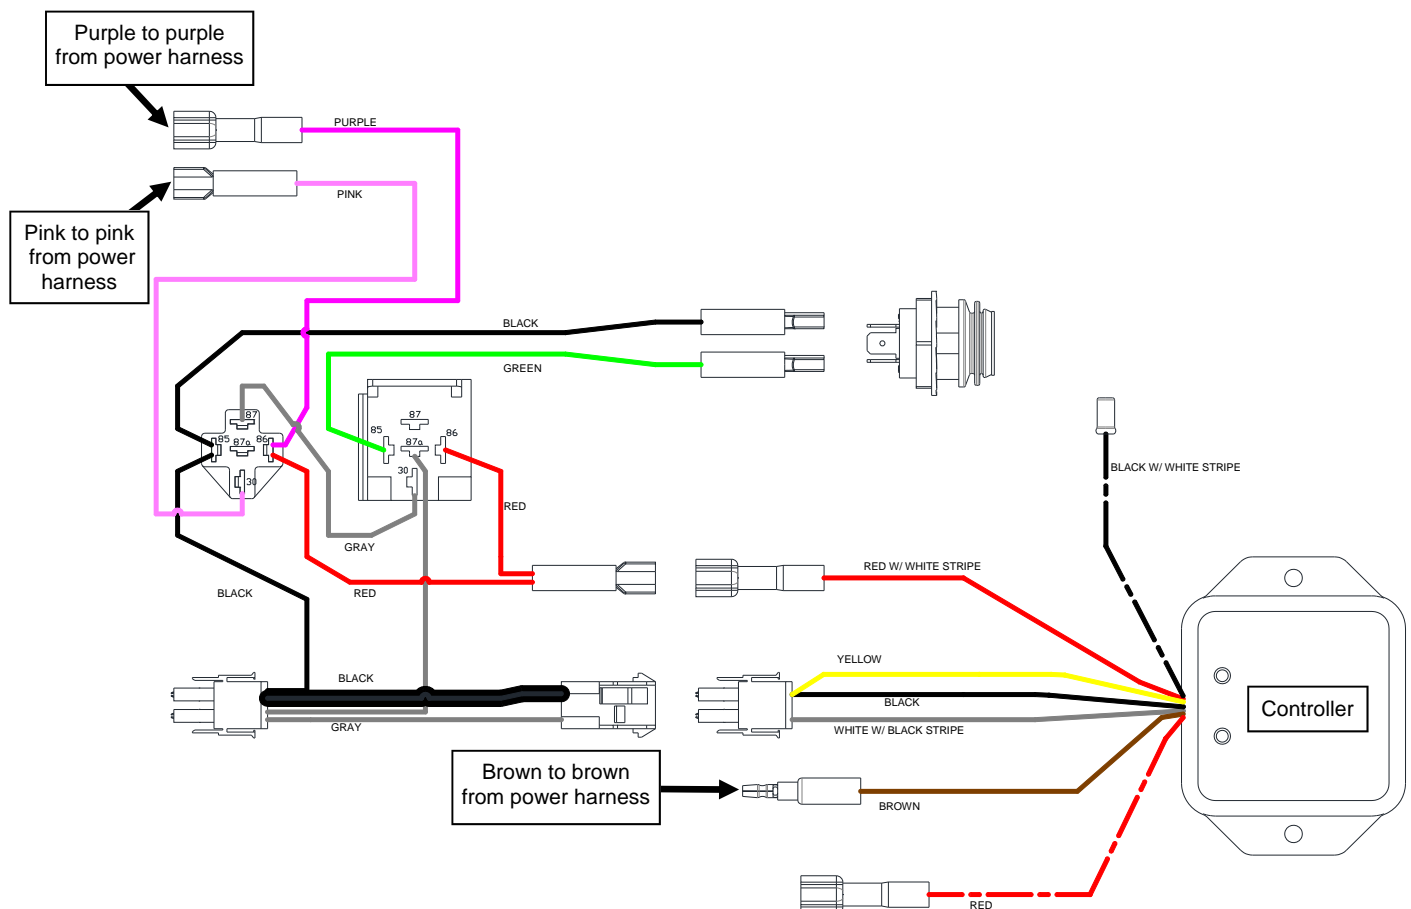 Purple to purple
from power harness
PURPLE
PINK
Pink to pink
from power
harness
BLACK
GREEN
87
85
87a
86
30
87
85
87a
86
30
RED
GRAY
BLACK W/ WHITE STRIPE
BLACK
RED
RED W/ WHITE STRIPE
BLACK
GRAY
YELLOW
BLACK
WHITE W/ BLACK STRIPE
Controller
Brown to brown
from power harness
BROWN
RED